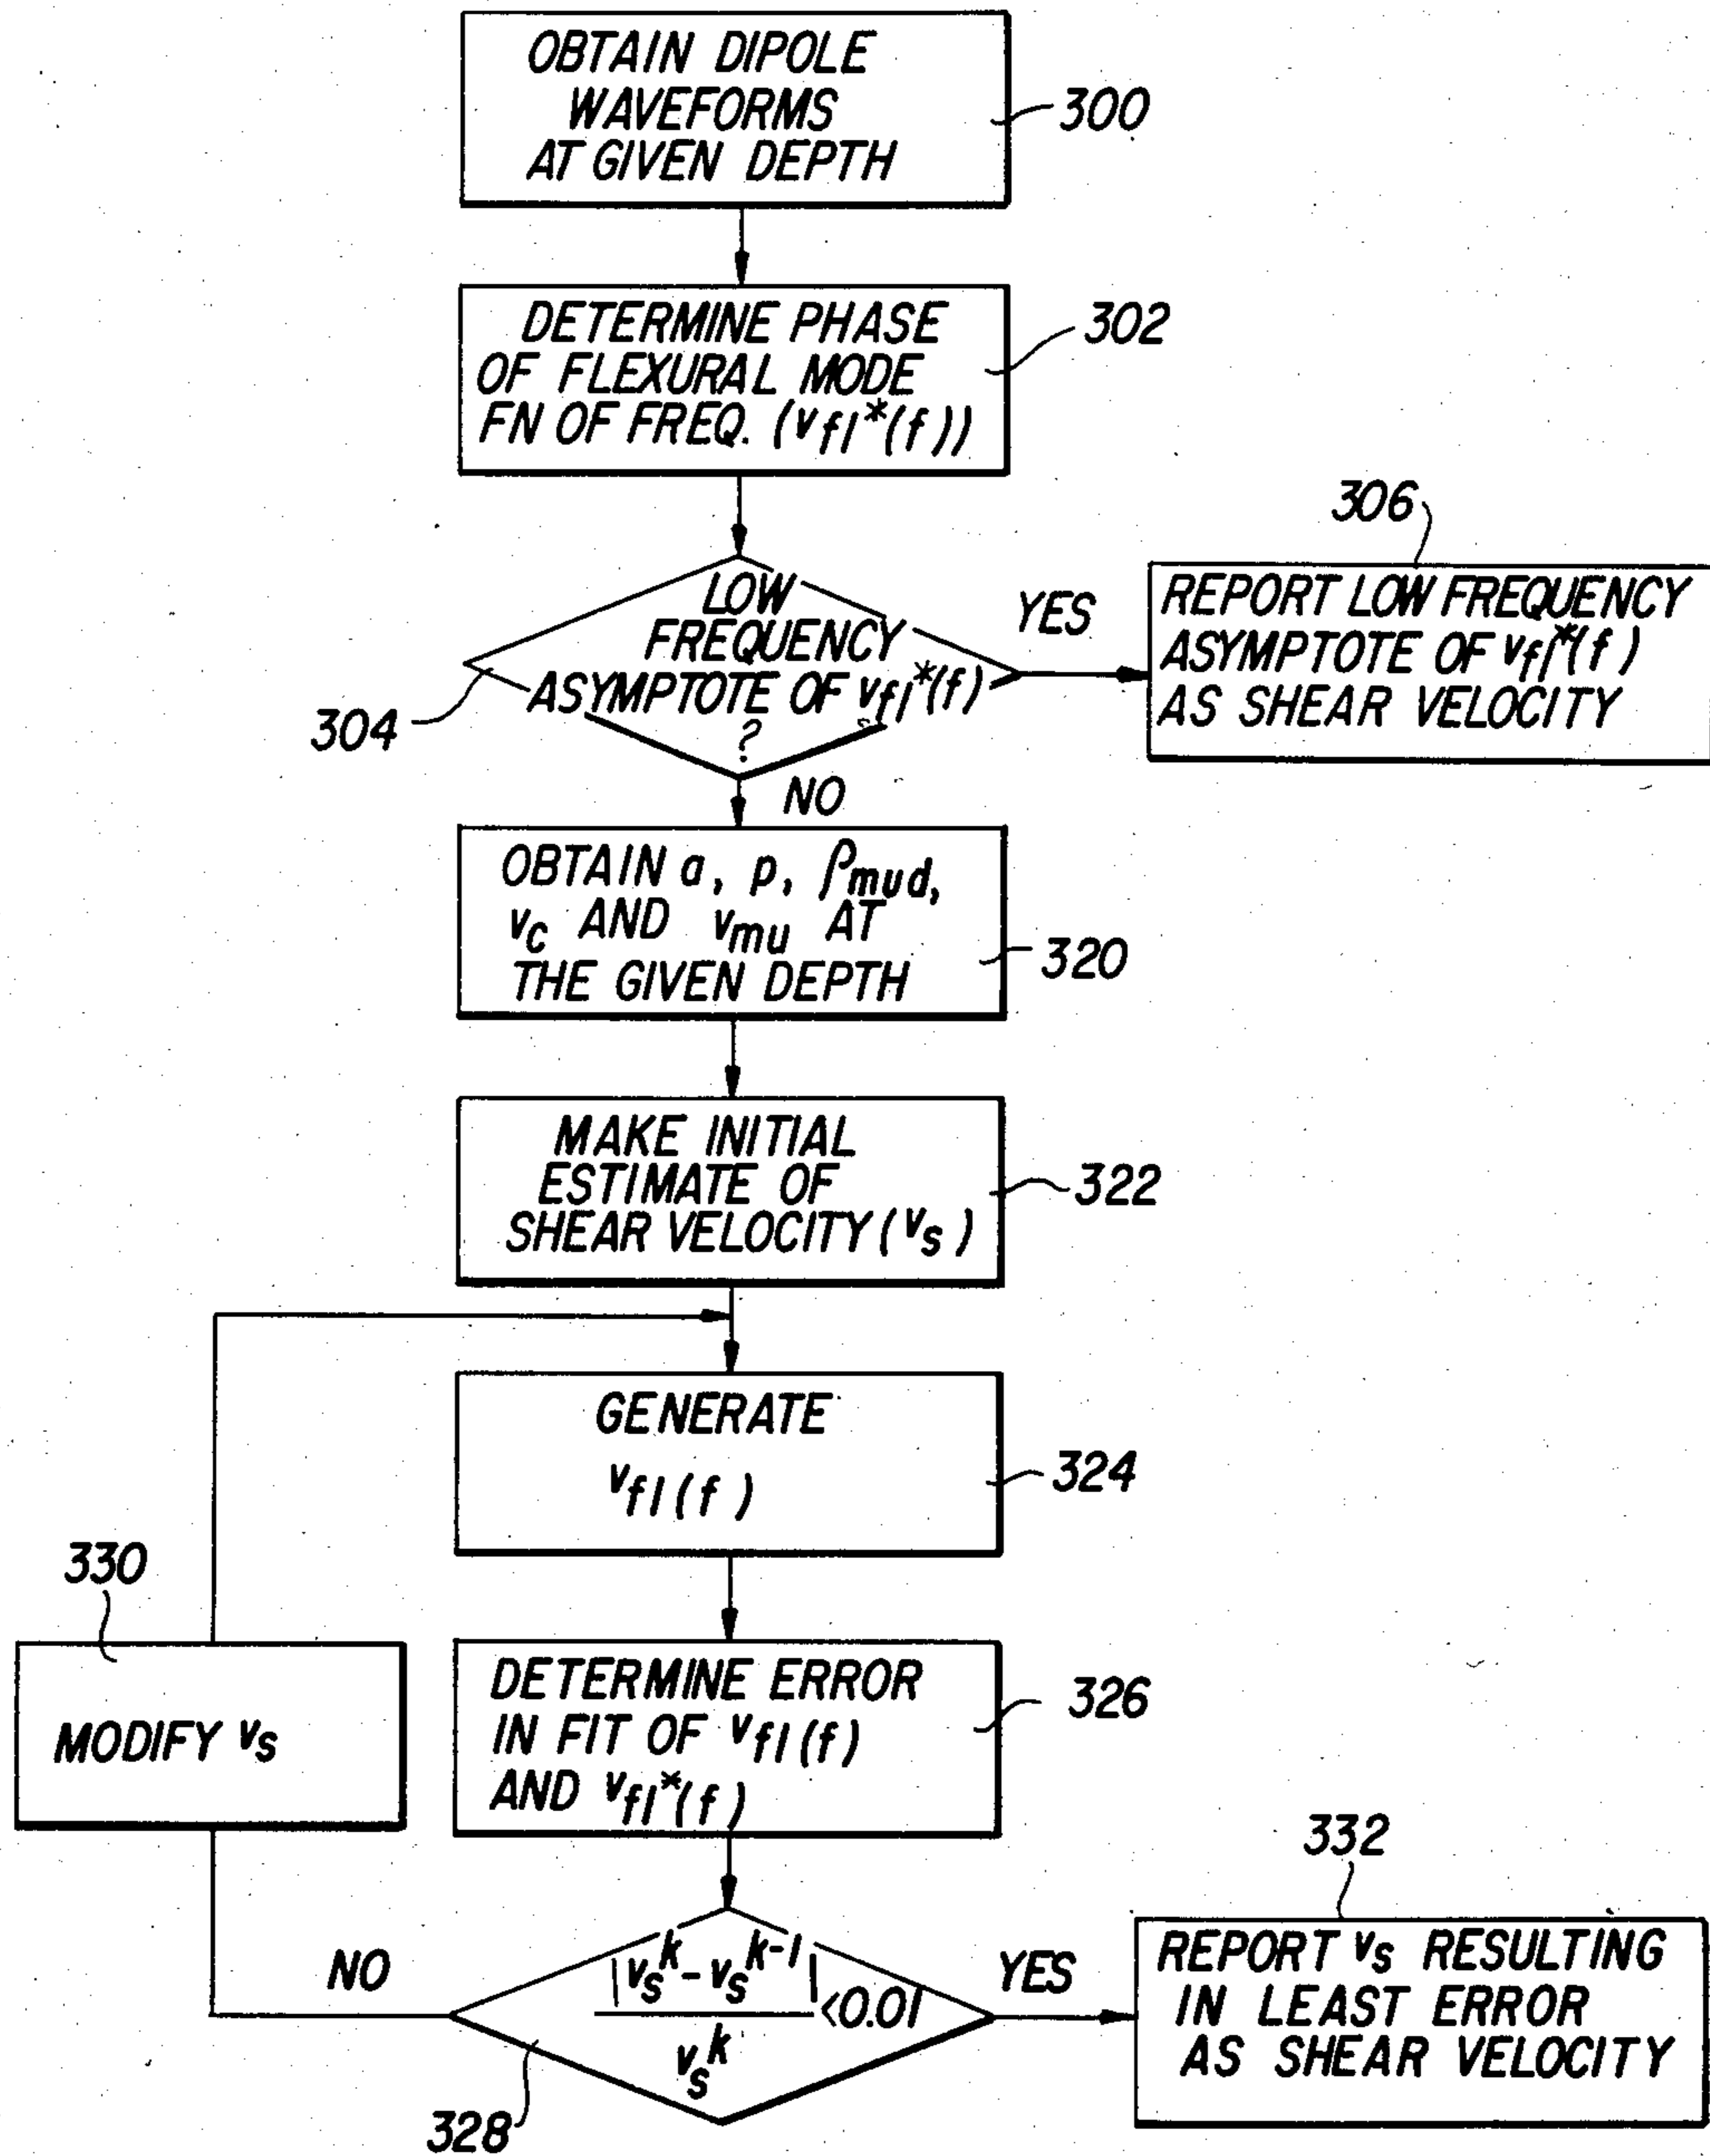 OBTAIN DIPOLE
WAVEFORMS
AT GIVEN DEPTH
300
DETERMINE PHASE
OF FLEXURAL MODE
FN OF FREQ. (vfl*(f))
302
LOW
FREQUENCY
ASYMPTOTE OF vfl*(f)
?
304
YES
306
REPORT LOW FREQUENCY
ASYMPTOTE OF vfl*(f)
AS SHEAR VELOCITY
NO
OBTAIN a, p, ρmud,
vc AND vmu AT
THE GIVEN DEPTH
320
MAKE INITIAL
ESTIMATE OF
SHEAR VELOCITY (vs)
322
GENERATE
vfl(f)
324
330
MODIFY vs
DETERMINE ERROR
IN FIT OF vfl(f)
AND vfl*(f)
326
NO
|vs^k - vs^k-1|
<0.01
vs^k
328
YES
332
REPORT vs RESULTING
IN LEAST ERROR
AS SHEAR VELOCITY